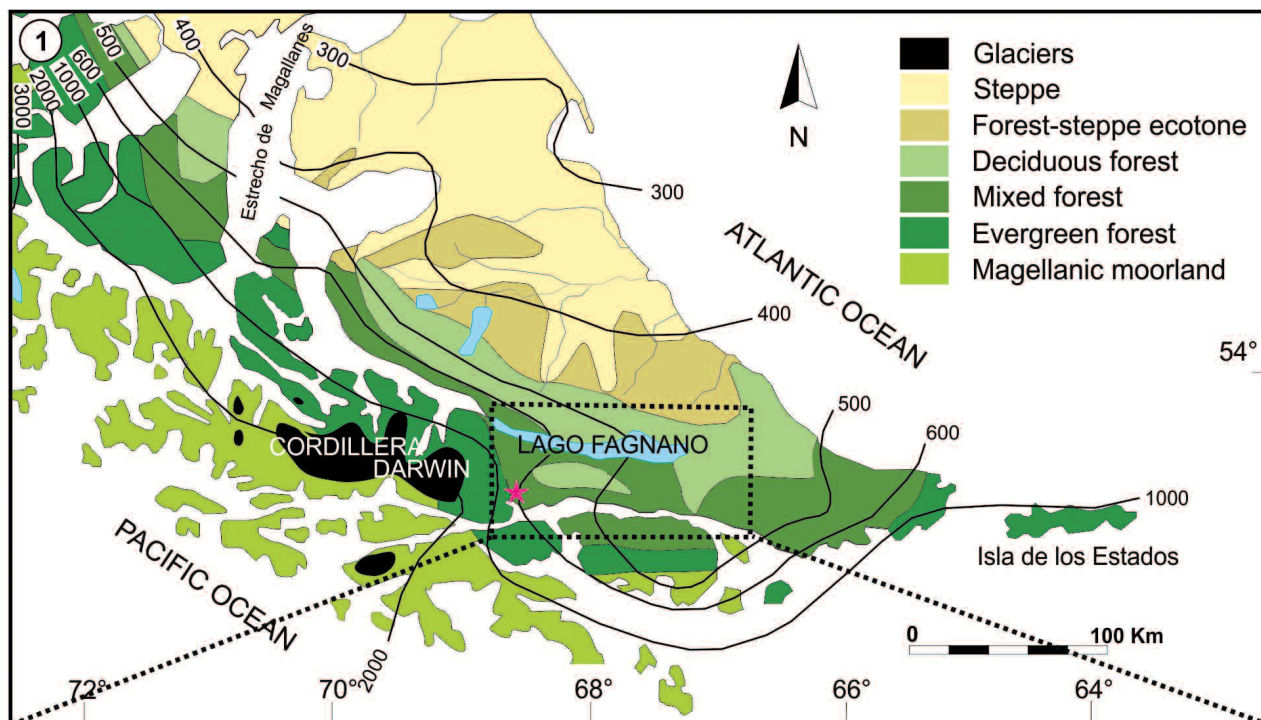 1
3000
2000
1000
600
500
400
300
Estrecho de Magallanes
300
N
Glaciers
Steppe
Forest-steppe ecotone
Deciduous forest
Mixed forest
Evergreen forest
Magellanic moorland
ATLANTIC OCEAN
400
54°
500
600
1000
LAGO FAGNANO
CORDILLERA
DARWIN
PACIFIC OCEAN
Isla de los Estados
0 100 Km
2000
72° 70° 68° 66° 64°